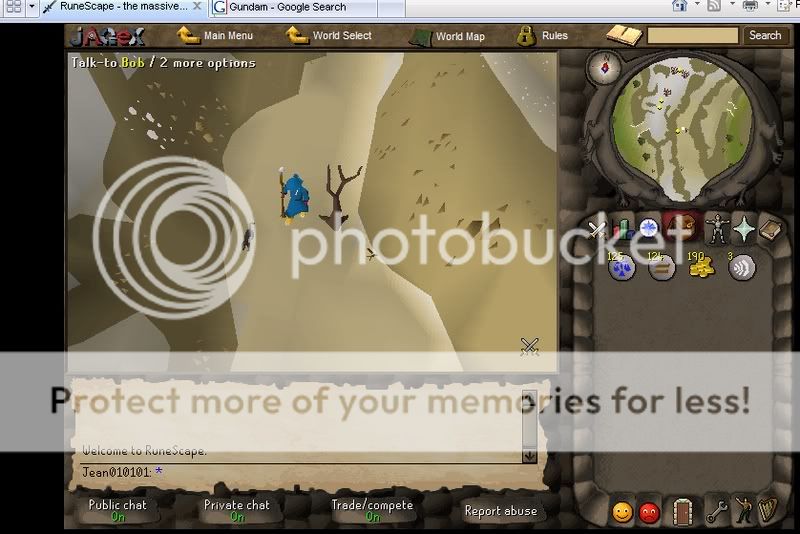 RuneScape - the massive...
Gundam - Google Search
JAGEX
Main Menu
World Select
World Map
Rules
Search
Talk-to Bob / 2 more options
photobucket
125
124
190
3
Protect more of your memories for less!
Welcome to RuneScape.
Jean010101: *
Public chat
On
Private chat
On
Trade/compete
On
Report abuse